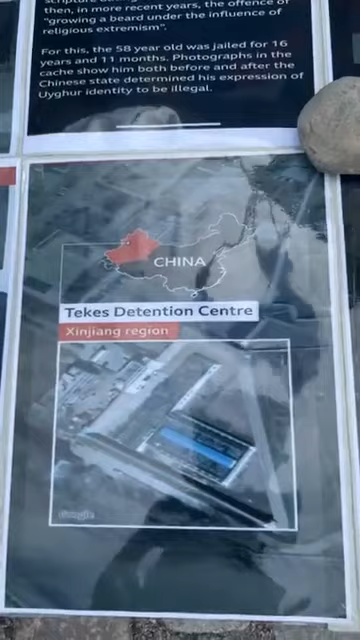 then, in more recent years, the offence of
"growing a beard under the influence of
religious extremism".
For this, the 58 year old was jailed for 16
years and 11 months. Photographs in the
cache show him both before and after the
Chinese state determined his expression of
Uyghur identity to be illegal.
CHINA
Tekes Detention Centre
Xinjiang region
Google